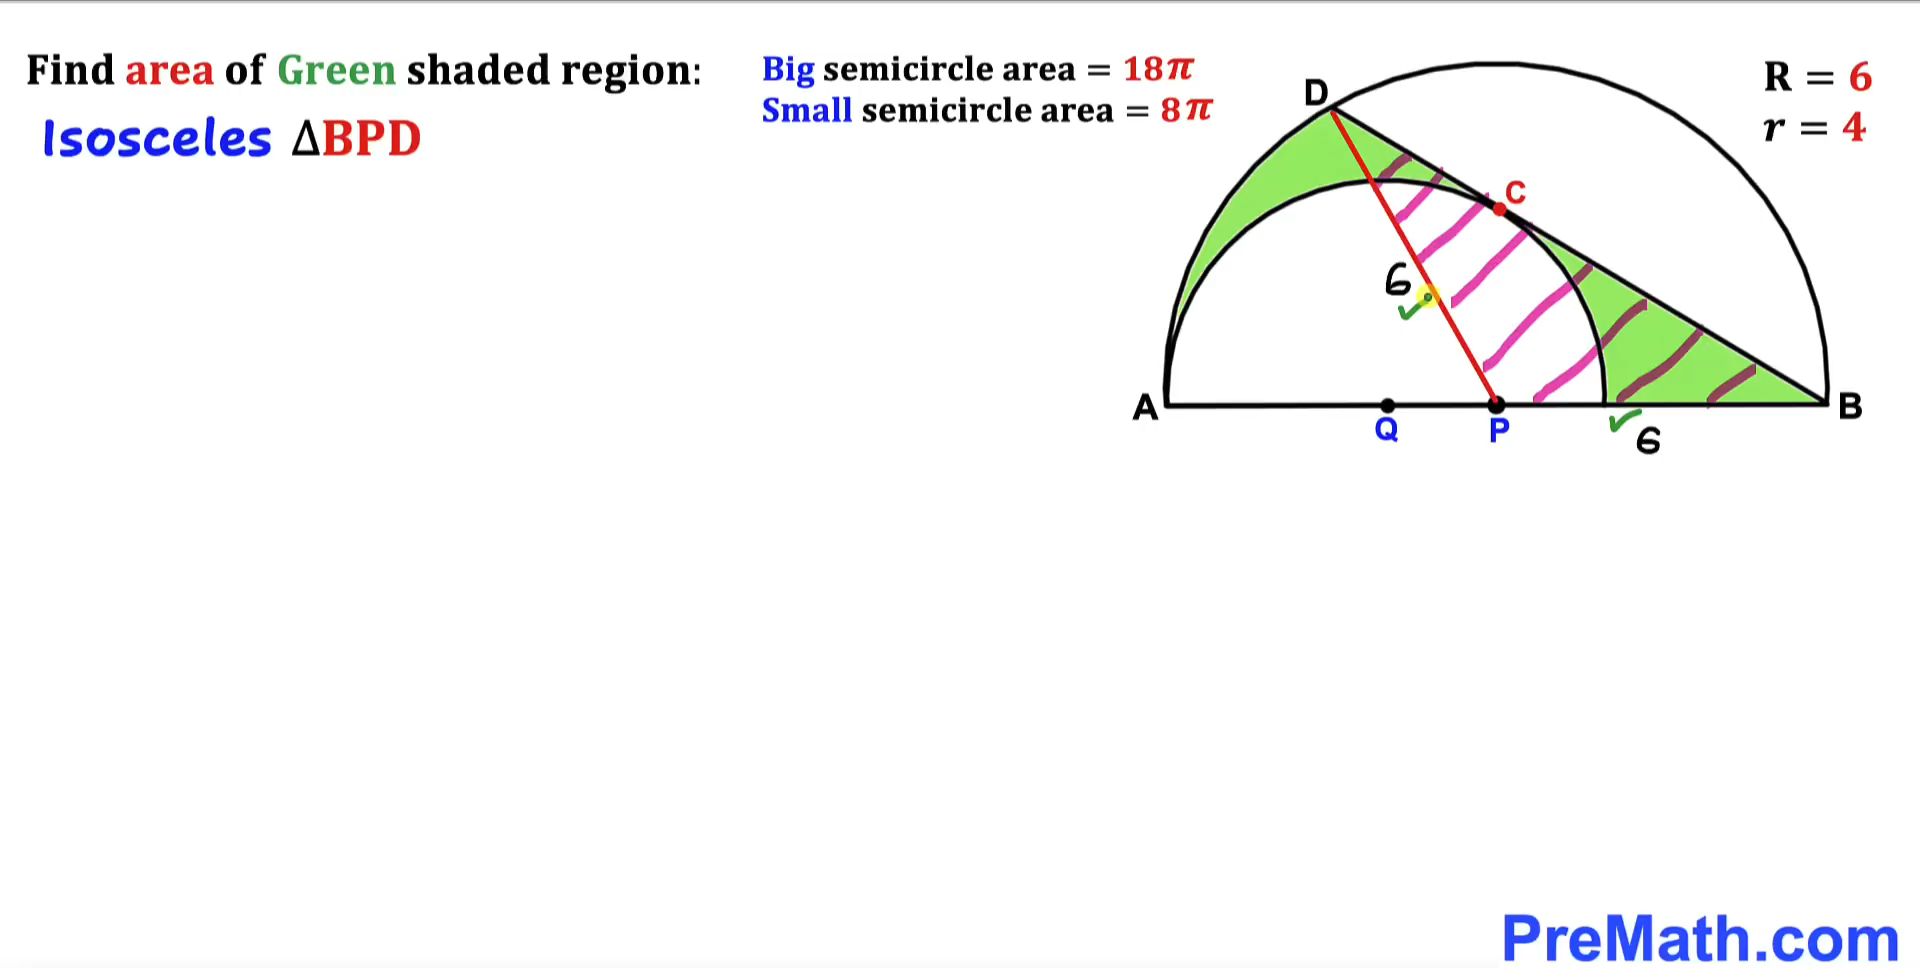 Find area of Green shaded region:
Isosceles ΔBPD
Big semicircle area = 18π
Small semicircle area = 8π
R = 6
r = 4
D
C
6
A
Q
P
B
6
PreMath.com